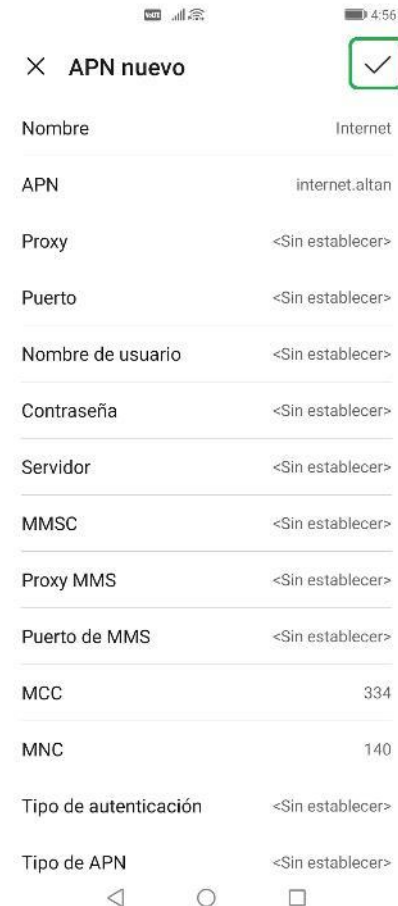 VoLTE 4:56
APN nuevo
Nombre Internet
APN internet.altan
Proxy <Sin establecer>
Puerto <Sin establecer>
Nombre de usuario <Sin establecer>
Contraseña <Sin establecer>
Servidor <Sin establecer>
MMSC <Sin establecer>
Proxy MMS <Sin establecer>
Puerto de MMS <Sin establecer>
MCC 334
MNC 140
Tipo de autenticación <Sin establecer>
Tipo de APN <Sin establecer>